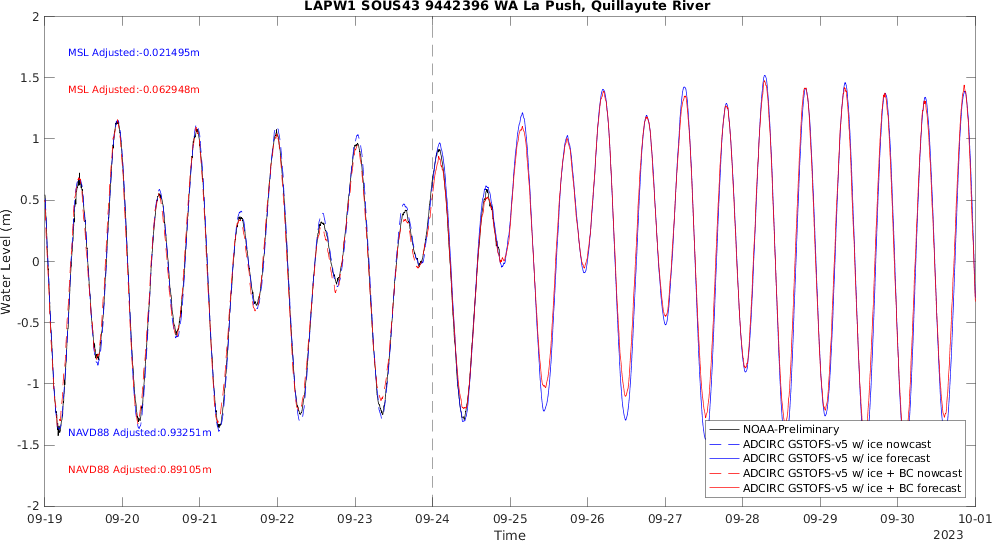 LAPW1 SOUS43 9442396 WA La Push, Quillayute River
2
1.5
1
0.5
0
-0.5
-1
-1.5
-2
Water Level (m)
MSL Adjusted:-0.021495m
MSL Adjusted:-0.062948m
NAVD88 Adjusted:0.93251m
NAVD88 Adjusted:0.89105m
NOAA-Preliminary
ADCIRC GSTOFS-v5 w/ ice nowcast
ADCIRC GSTOFS-v5 w/ ice forecast
ADCIRC GSTOFS-v5 w/ ice + BC nowcast
ADCIRC GSTOFS-v5 w/ ice + BC forecast
09-19 09-20 09-21 09-22 09-23 09-24 09-25 09-26 09-27 09-28 09-29 09-30 10-01
Time
2023